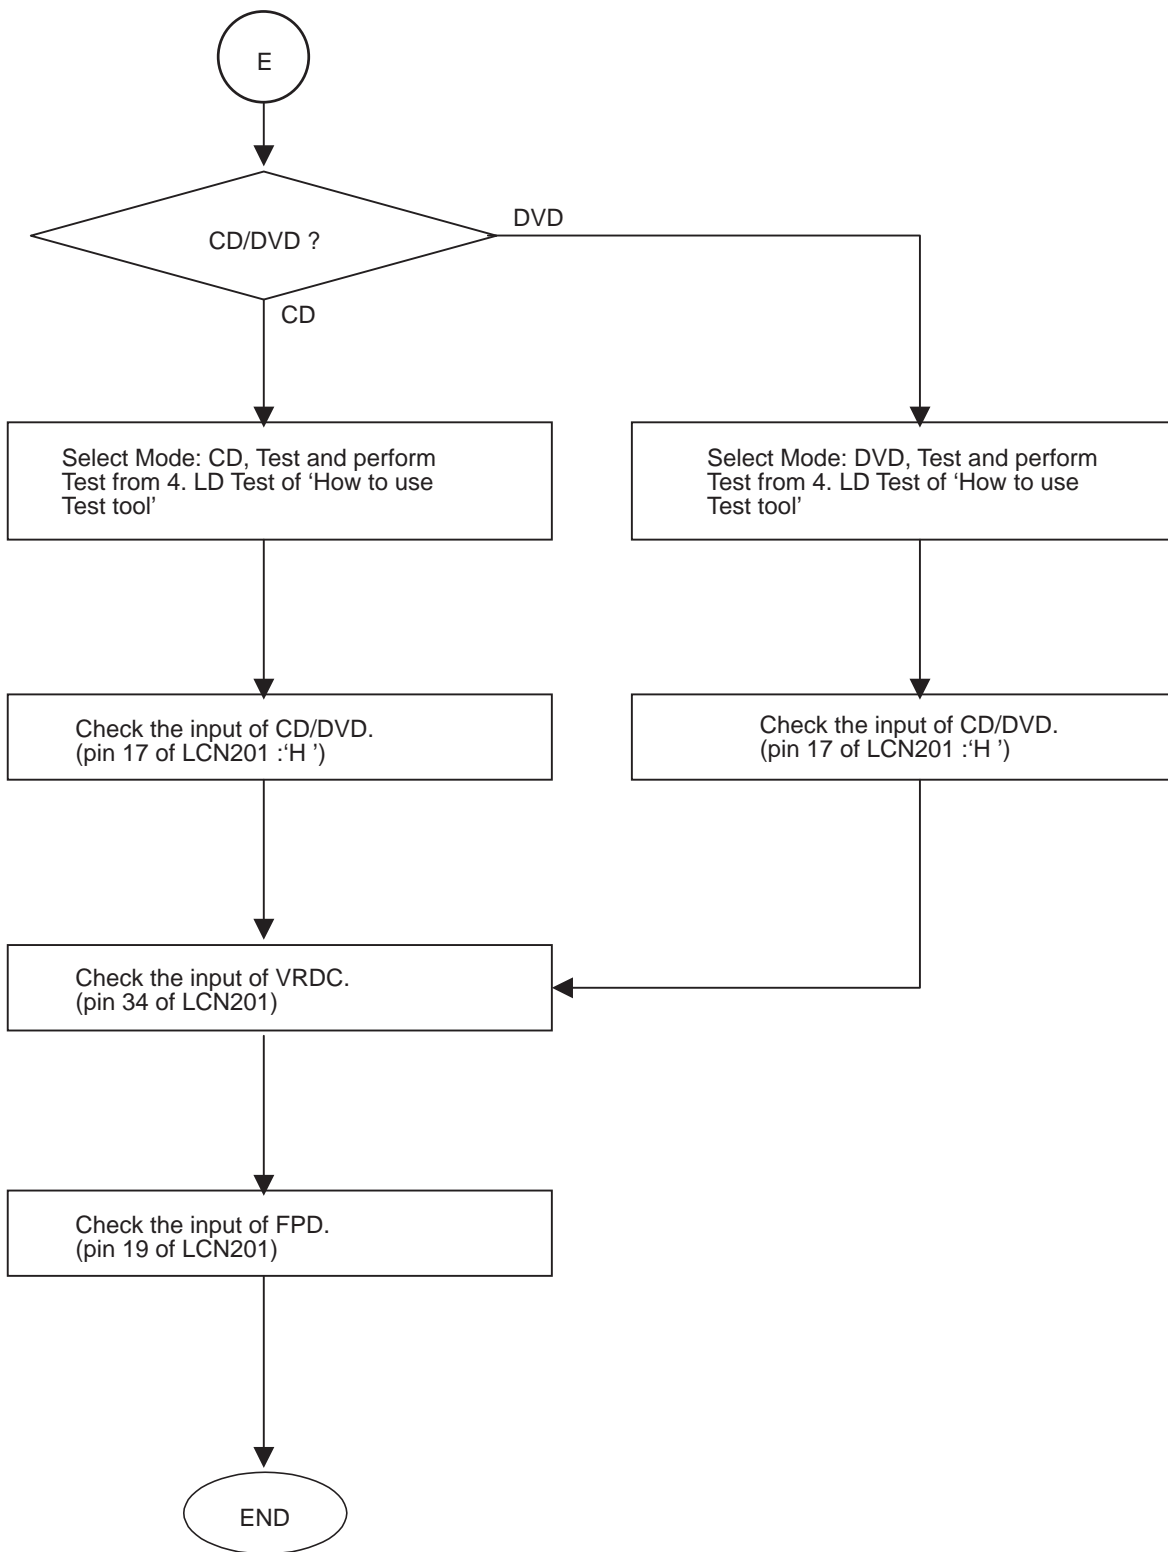 E
CD/DVD ?
DVD
CD
Select Mode: CD, Test and perform
Test from 4. LD Test of ‘How to use
Test tool’
Select Mode: DVD, Test and perform
Test from 4. LD Test of ‘How to use
Test tool’
Check the input of CD/DVD.
(pin 17 of LCN201 :‘H ’)
Check the input of CD/DVD.
(pin 17 of LCN201 :‘H ’)
Check the input of VRDC.
(pin 34 of LCN201)
Check the input of FPD.
(pin 19 of LCN201)
END